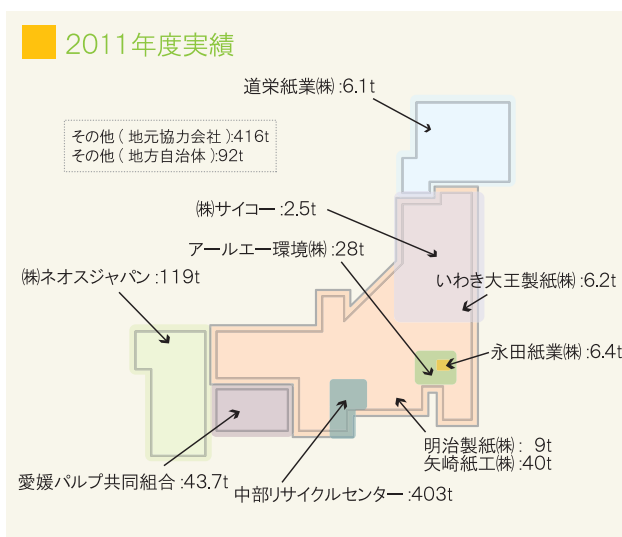 2011年度実績
道栄紙業㈱:6.1t
その他( 地元協力会社 ):416t
その他( 地方自治体 ):92t
㈱サイコー:2.5t
アールエー環境㈱:28t
㈱ネオスジャパン:119t
いわき大王製紙㈱:6.2t
永田紙業㈱:6.4t
明治製紙㈱: 9t
矢崎紙工㈱:40t
愛媛パルプ共同組合:43.7t
中部リサイクルセンター:403t